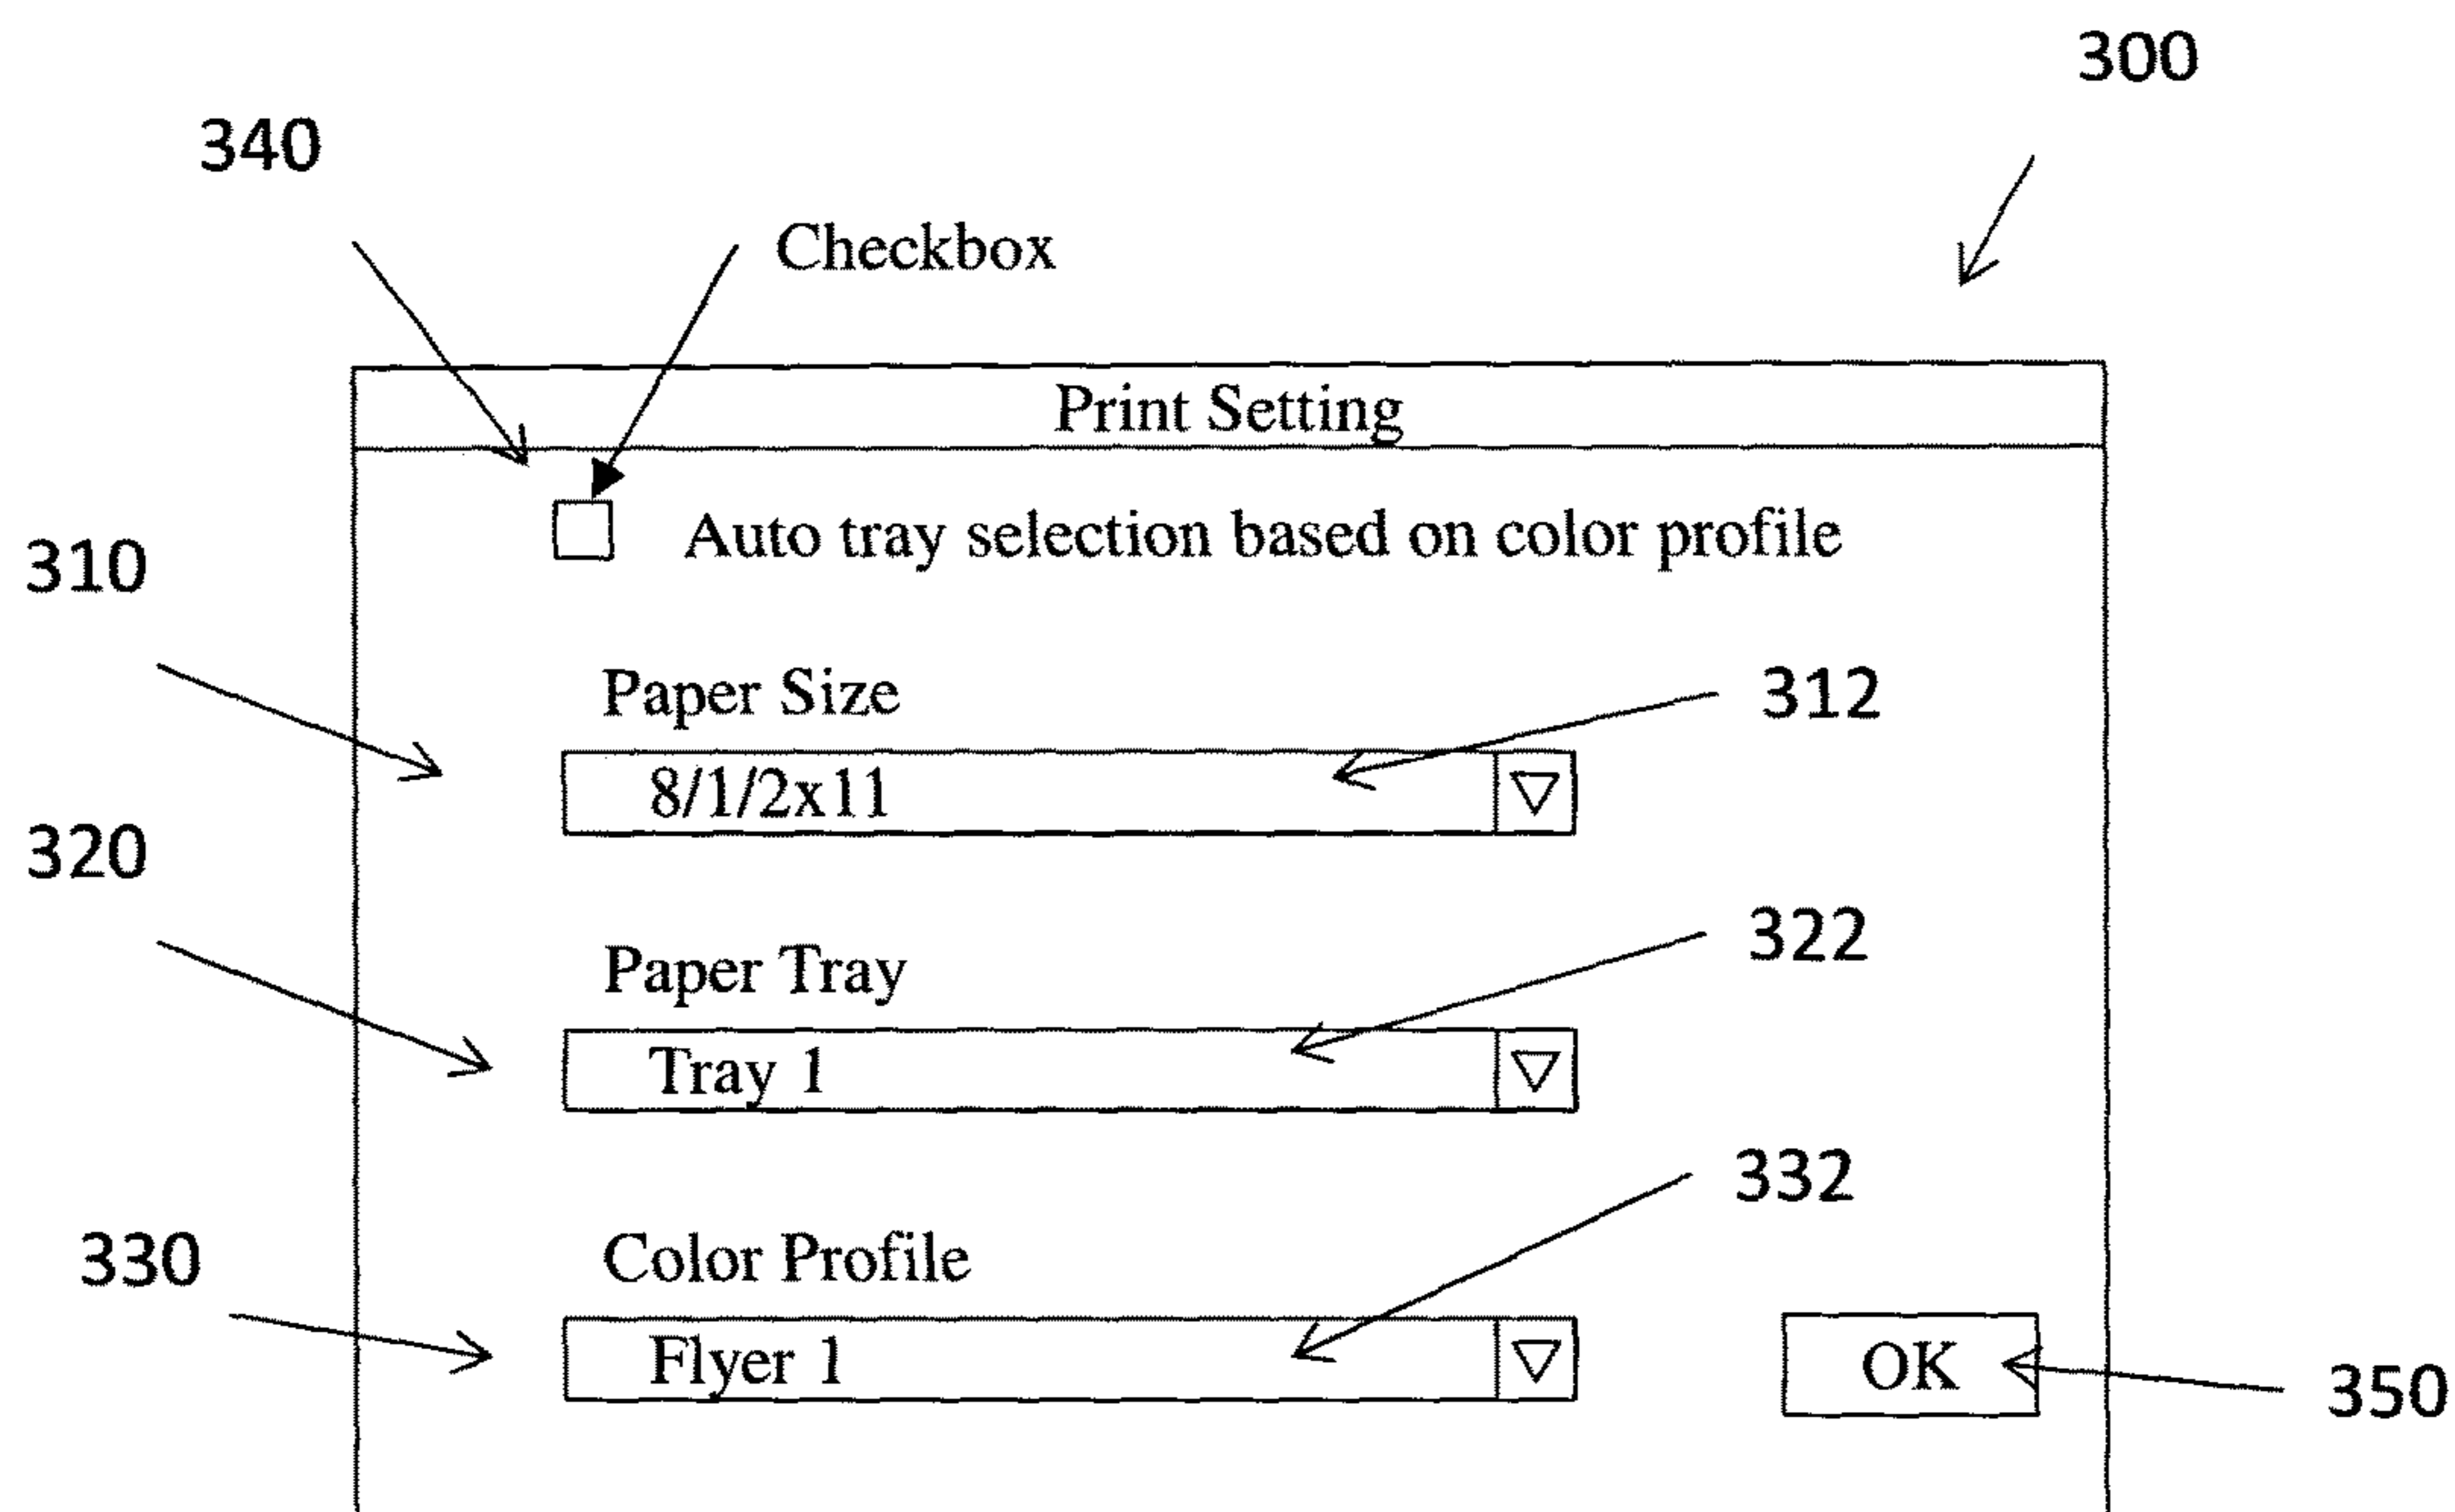 300
340
Checkbox
Print Setting
Auto tray selection based on color profile
310
Paper Size
312
8/1/2x11
320
322
Paper Tray
Tray 1
332
330
Color Profile
Flyer 1
OK
350